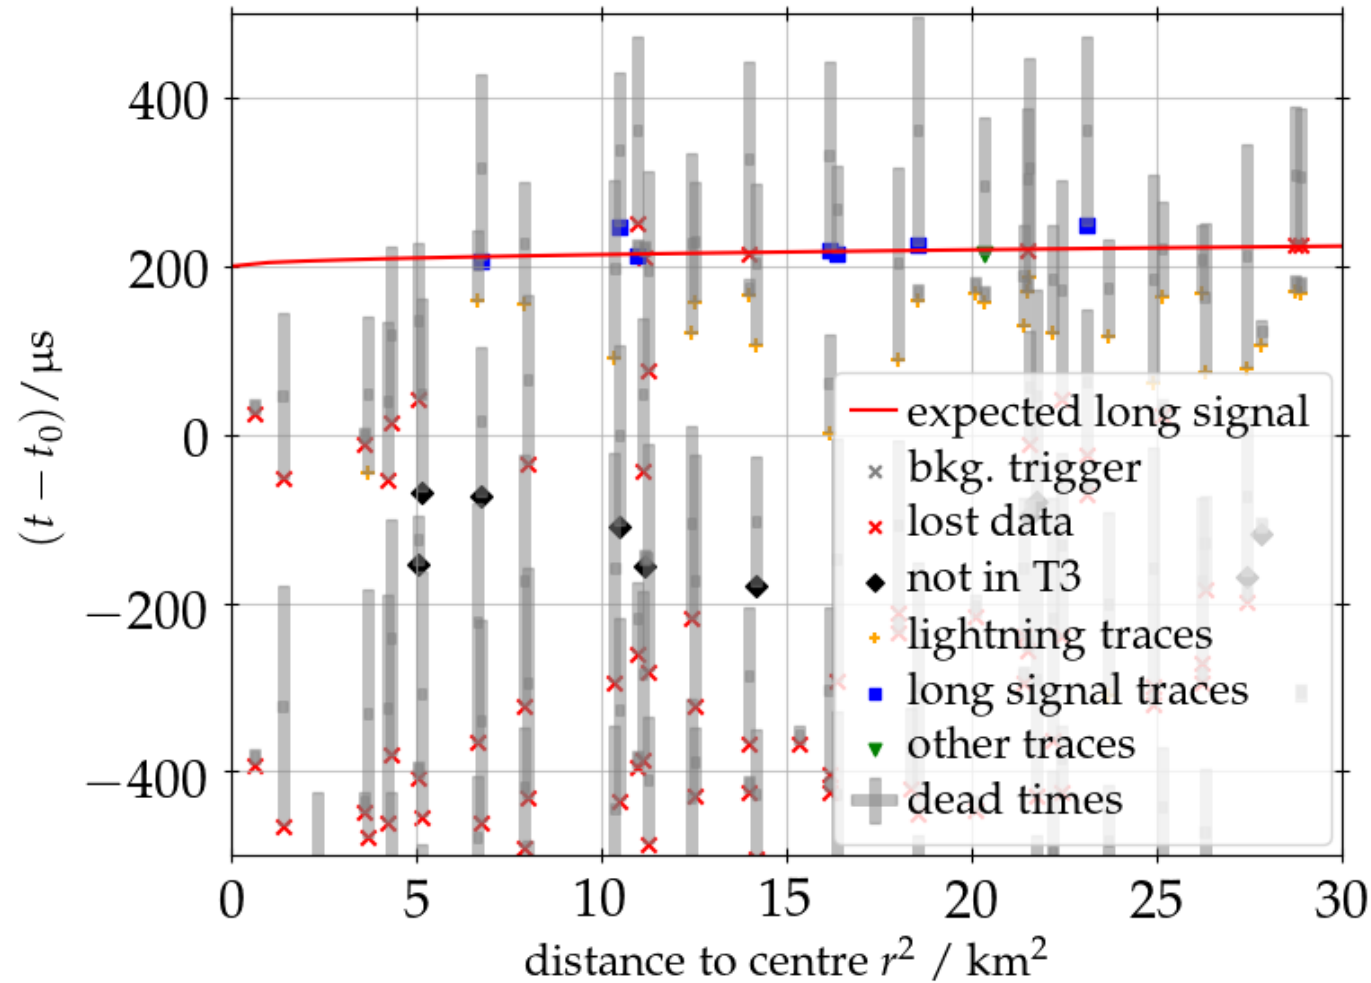 400
200
0
−200
−400
(t − t₀) / μs
expected long signal
bkg. trigger
lost data
not in T3
lightning traces
long signal traces
other traces
dead times
0 5 10 15 20 25 30
distance to centre r² / km²